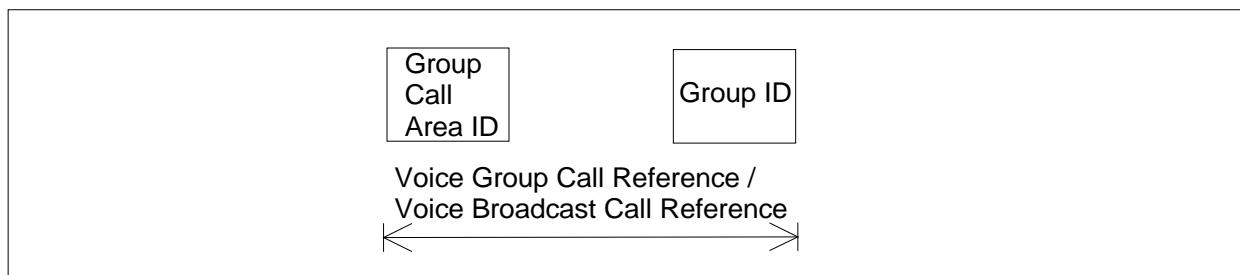 Group
Call
Area ID
Group ID
Voice Group Call Reference /
Voice Broadcast Call Reference